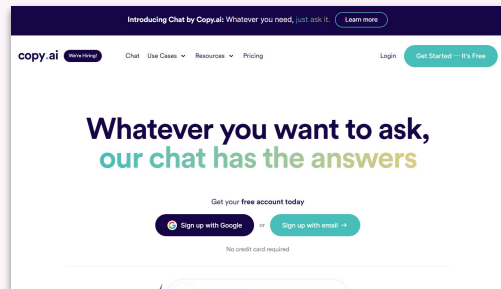 Introducing Chat by Copy.ai: Whatever you need, just ask it. Learn more
copy.ai We're Hiring! Chat Use Cases Resources Pricing Login Get Started — It's Free
Whatever you want to ask,
our chat has the answers
Get your free account today
Sign up with Google or Sign up with email →
No credit card required